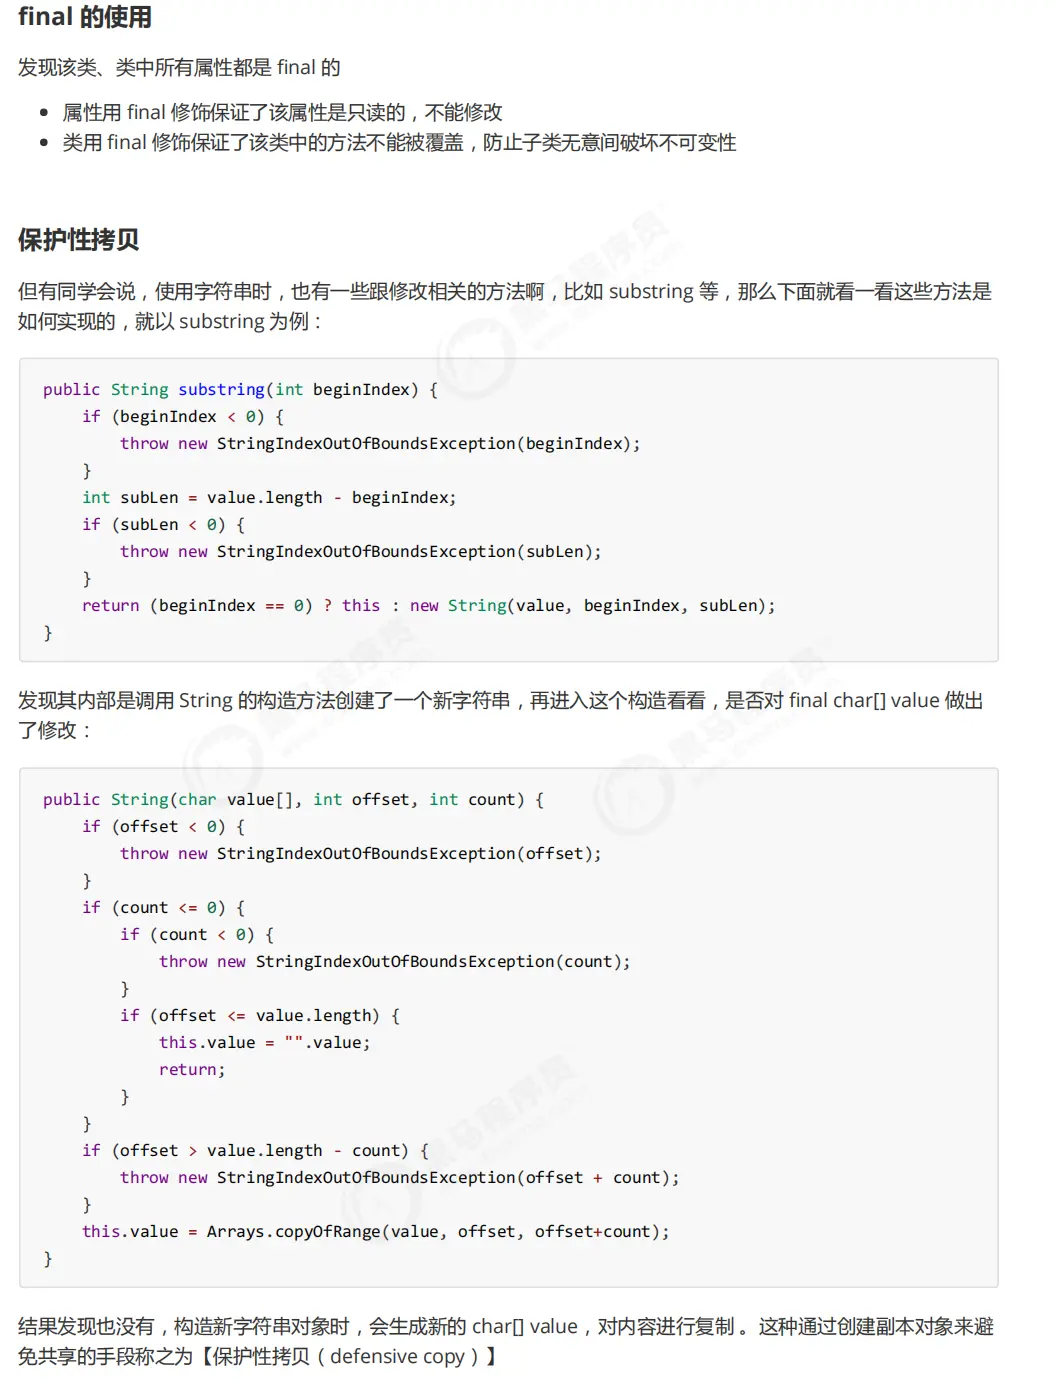 final 的使用
发现该类、类中所有属性都是 final 的
属性用 final 修饰保证了该属性是只读的，不能修改
类用 final 修饰保证了该类中的方法不能被覆盖，防止子类无意间破坏不可变性
保护性拷贝
但有同学会说，使用字符串时，也有一些跟修改相关的方法啊，比如 substring 等，那么下面就看一看这些方法是
如何实现的，就以 substring 为例：
public String substring(int beginIndex) {
    if (beginIndex < 0) {
        throw new StringIndexOutOfBoundsException(beginIndex);
    }
    int subLen = value.length - beginIndex;
    if (subLen < 0) {
        throw new StringIndexOutOfBoundsException(subLen);
    }
    return (beginIndex == 0) ? this : new String(value, beginIndex, subLen);
}
发现其内部是调用 String 的构造方法创建了一个新字符串，再进入这个构造看看，是否对 final char[] value 做出
了修改：
public String(char value[], int offset, int count) {
    if (offset < 0) {
        throw new StringIndexOutOfBoundsException(offset);
    }
    if (count <= 0) {
        if (count < 0) {
            throw new StringIndexOutOfBoundsException(count);
        }
        if (offset <= value.length) {
            this.value = "".value;
            return;
        }
    }
    if (offset > value.length - count) {
        throw new StringIndexOutOfBoundsException(offset + count);
    }
    this.value = Arrays.copyOfRange(value, offset, offset+count);
}
结果发现也没有，构造新字符串对象时，会生成新的 char[] value，对内容进行复制 。这种通过创建副本对象来避
免共享的手段称之为【保护性拷贝（defensive copy）】